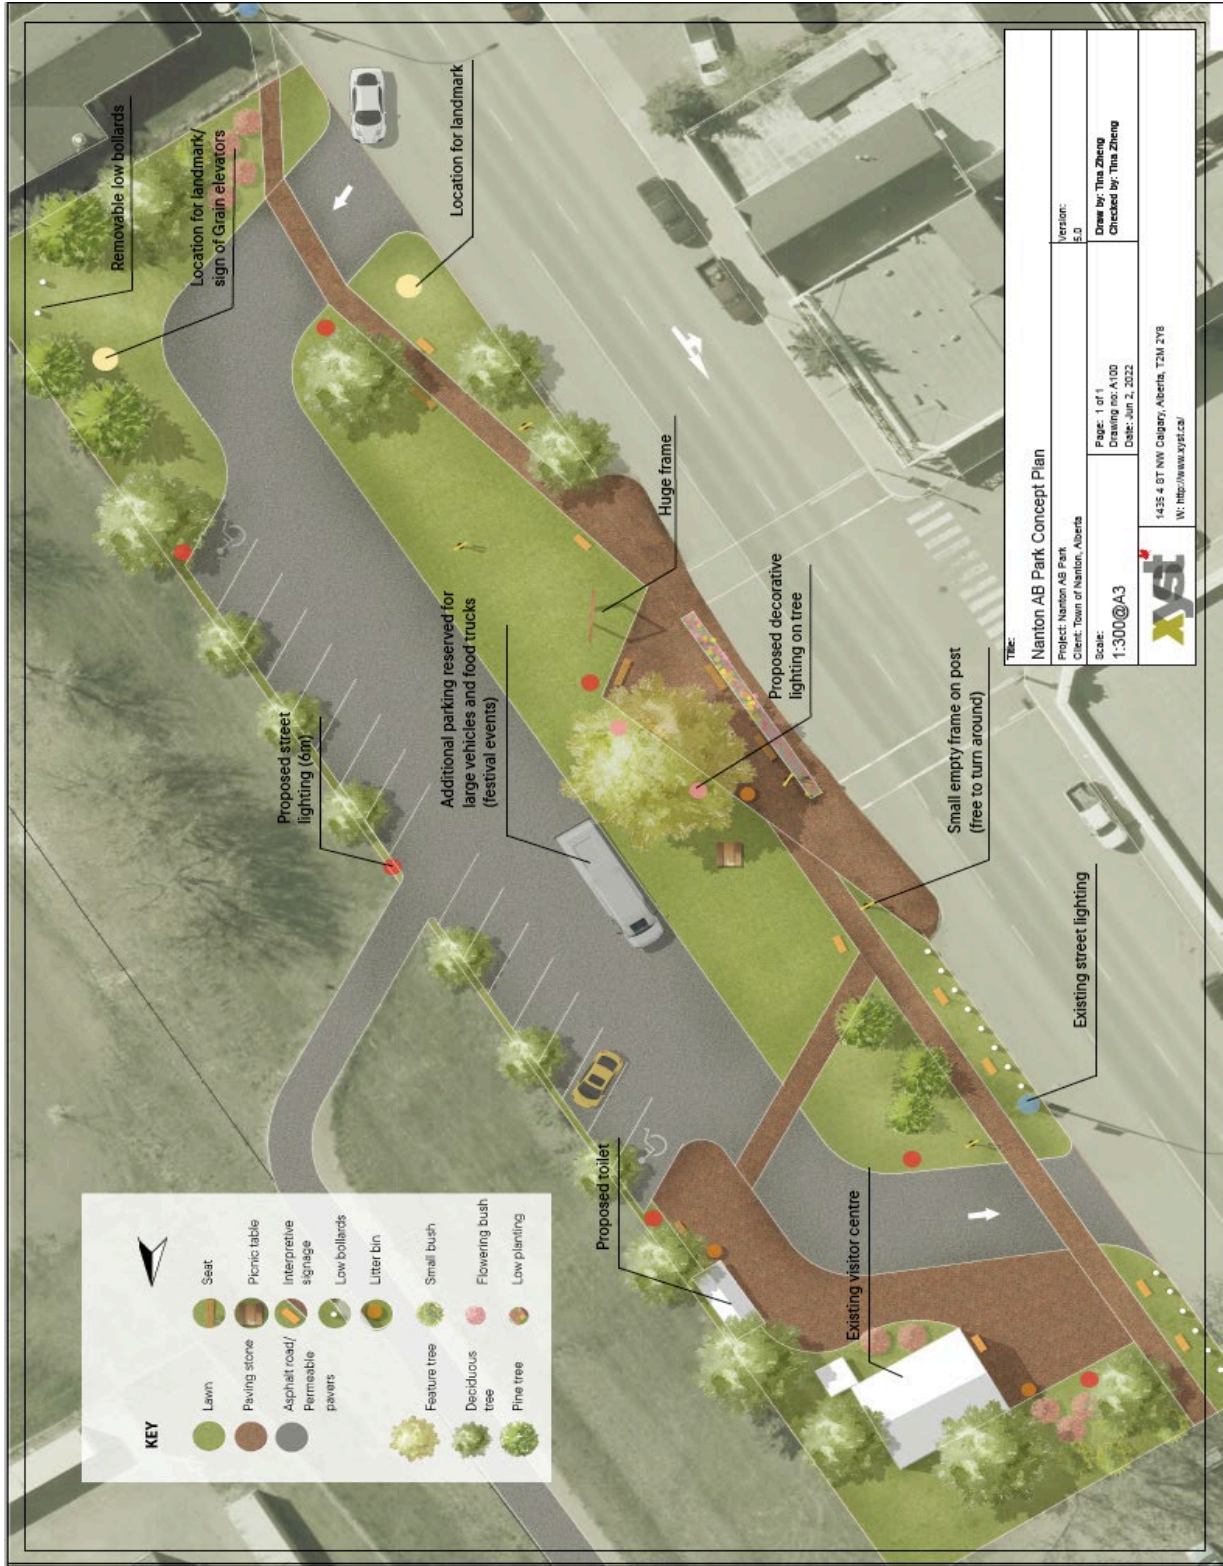 Removable low bollards
Location for landmark/
sign of Grain elevators
Location for landmark
Proposed street
lighting (6m)
Additional parking reserved for
large vehicles and food trucks
(festival events)
Huge frame
Proposed decorative
lighting on tree
Small empty frame on post
(free to turn around)
Existing street lighting
Proposed toilet
Existing visitor centre
KEY
Lawn
Paving stone
Asphalt road/
Permeable
pavers
Seat
Picnic table
Interpretive
signage
Low bollards
Litter bin
Feature tree
Deciduous
tree
Pine tree
Small bush
Flowering bush
Low planting
Title:
Nanton AB Park Concept Plan
Project: Nanton AB Park
Client: Town of Nanton, Alberta
Version:
5.0
Scale:
1:300@A3
Page: 1 of 1
Drawing no: A100
Date: Jun 2, 2022
Draw by: Tina Zheng
Checked by: Tina Zheng
xyst
1435 4 ST NW Calgary, Alberta, T2M 2Y8
W: http://www.xyst.ca/